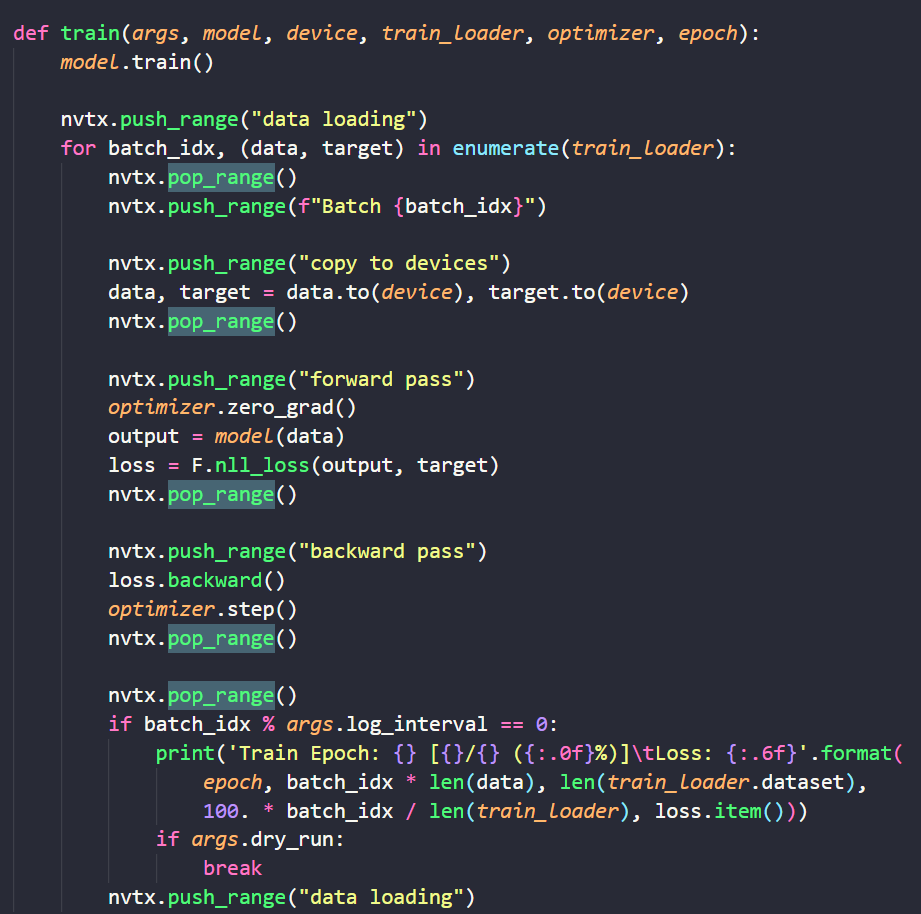 def train(args, model, device, train_loader, optimizer, epoch):
    model.train()

    nvtx.push_range("data loading")
    for batch_idx, (data, target) in enumerate(train_loader):
        nvtx.pop_range()
        nvtx.push_range(f"Batch {batch_idx}")

        nvtx.push_range("copy to devices")
        data, target = data.to(device), target.to(device)
        nvtx.pop_range()

        nvtx.push_range("forward pass")
        optimizer.zero_grad()
        output = model(data)
        loss = F.nll_loss(output, target)
        nvtx.pop_range()

        nvtx.push_range("backward pass")
        loss.backward()
        optimizer.step()
        nvtx.pop_range()

        nvtx.pop_range()
        if batch_idx % args.log_interval == 0:
            print('Train Epoch: {} [{}/{} ({:.0f}%)]\tLoss: {:.6f}'.format(
                epoch, batch_idx * len(data), len(train_loader.dataset),
                100. * batch_idx / len(train_loader), loss.item()))
            if args.dry_run:
                break
        nvtx.push_range("data loading")